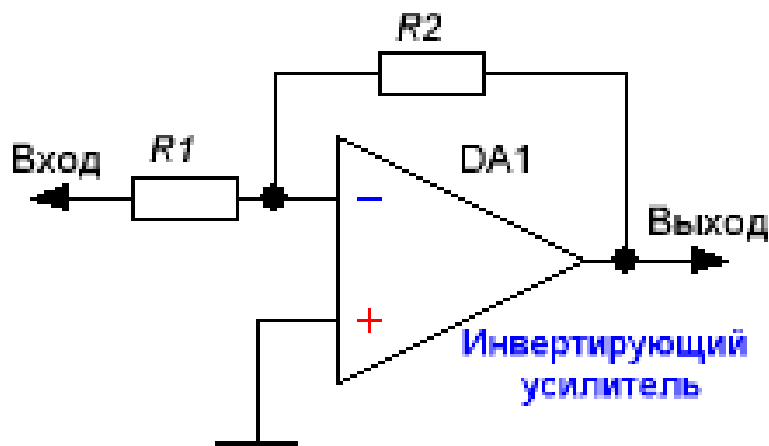 R2
Вход
R1
DA1
Выход
−
+
Инвертирующий
усилитель